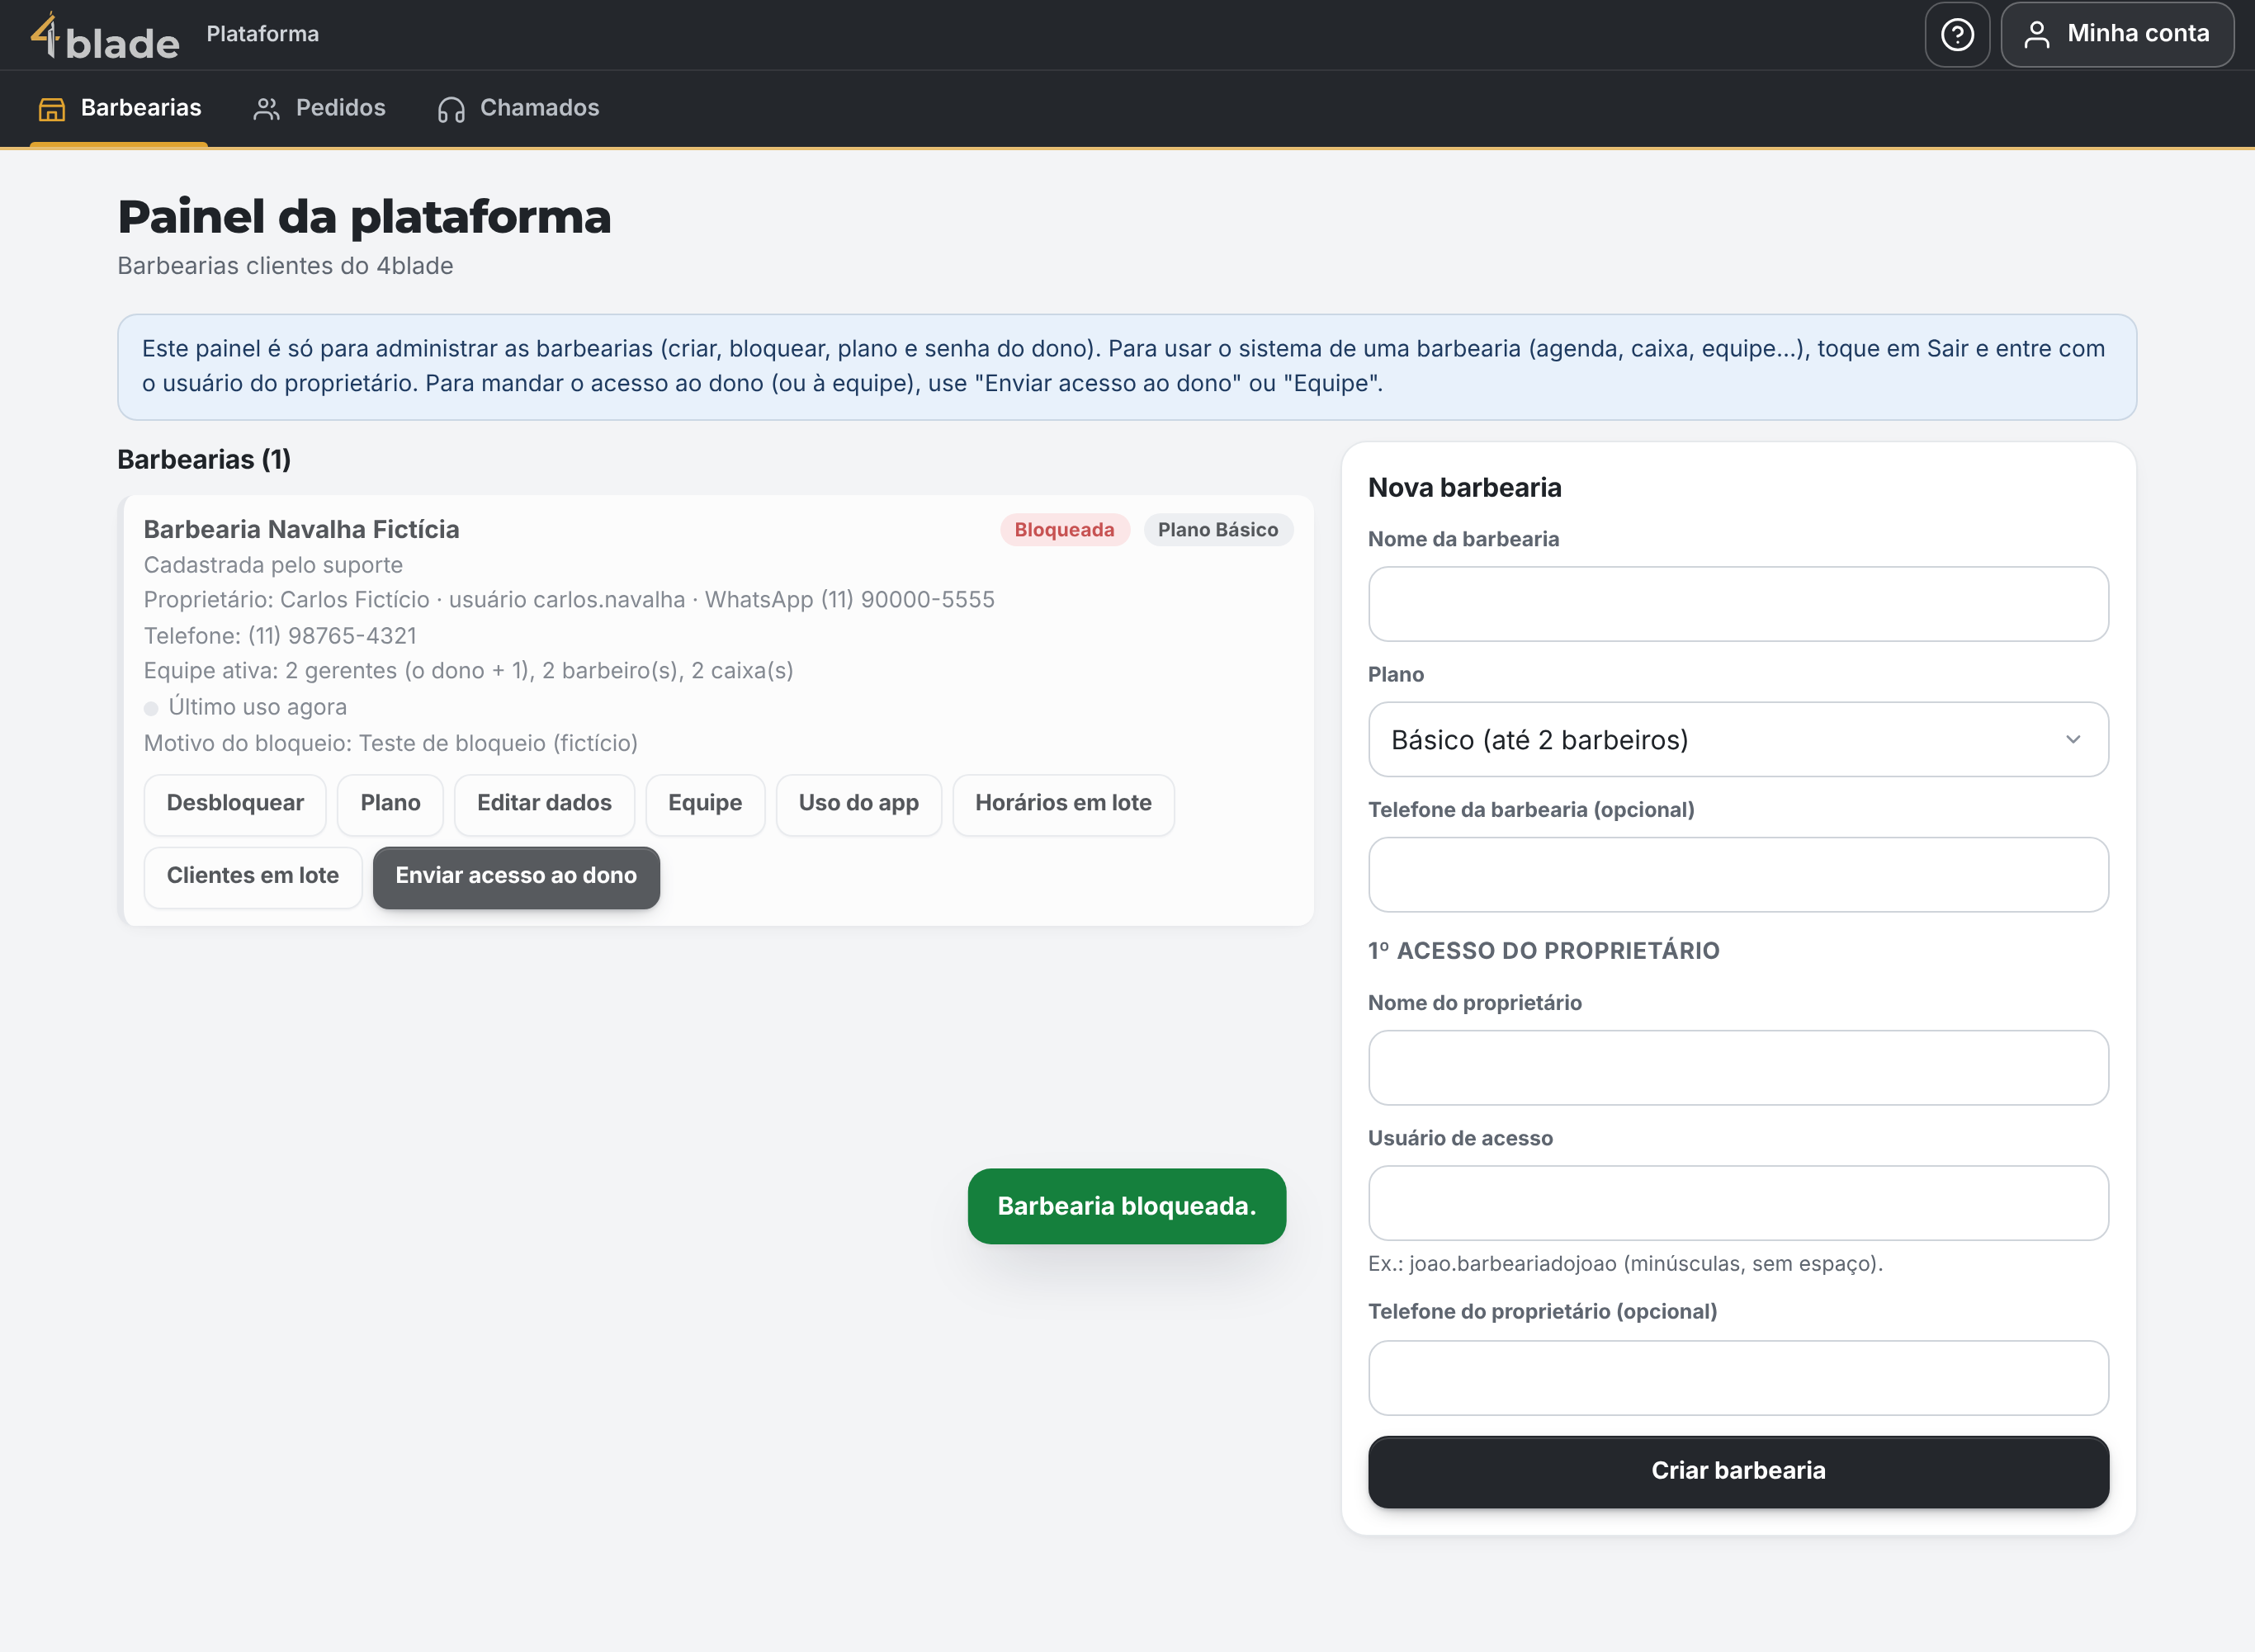 4blade Plataforma
Minha conta
Barbearias Pedidos Chamados
Painel da plataforma
Barbearias clientes do 4blade
Este painel é só para administrar as barbearias (criar, bloquear, plano e senha do dono). Para usar o sistema de uma barbearia (agenda, caixa, equipe...), toque em Sair e entre com
o usuário do proprietário. Para mandar o acesso ao dono (ou à equipe), use "Enviar acesso ao dono" ou "Equipe".
Barbearias (1)
Barbearia Navalha Fictícia
Bloqueada Plano Básico
Cadastrada pelo suporte
Proprietário: Carlos Fictício · usuário carlos.navalha · WhatsApp (11) 90000-5555
Telefone: (11) 98765-4321
Equipe ativa: 2 gerentes (o dono + 1), 2 barbeiro(s), 2 caixa(s)
Último uso agora
Motivo do bloqueio: Teste de bloqueio (fictício)
Desbloquear Plano Editar dados Equipe Uso do app Horários em lote
Clientes em lote Enviar acesso ao dono
Barbearia bloqueada.
Nova barbearia
Nome da barbearia
Plano
Básico (até 2 barbeiros)
Telefone da barbearia (opcional)
1º ACESSO DO PROPRIETÁRIO
Nome do proprietário
Usuário de acesso
Ex.: joao.barbeariadojoao (minúsculas, sem espaço).
Telefone do proprietário (opcional)
Criar barbearia